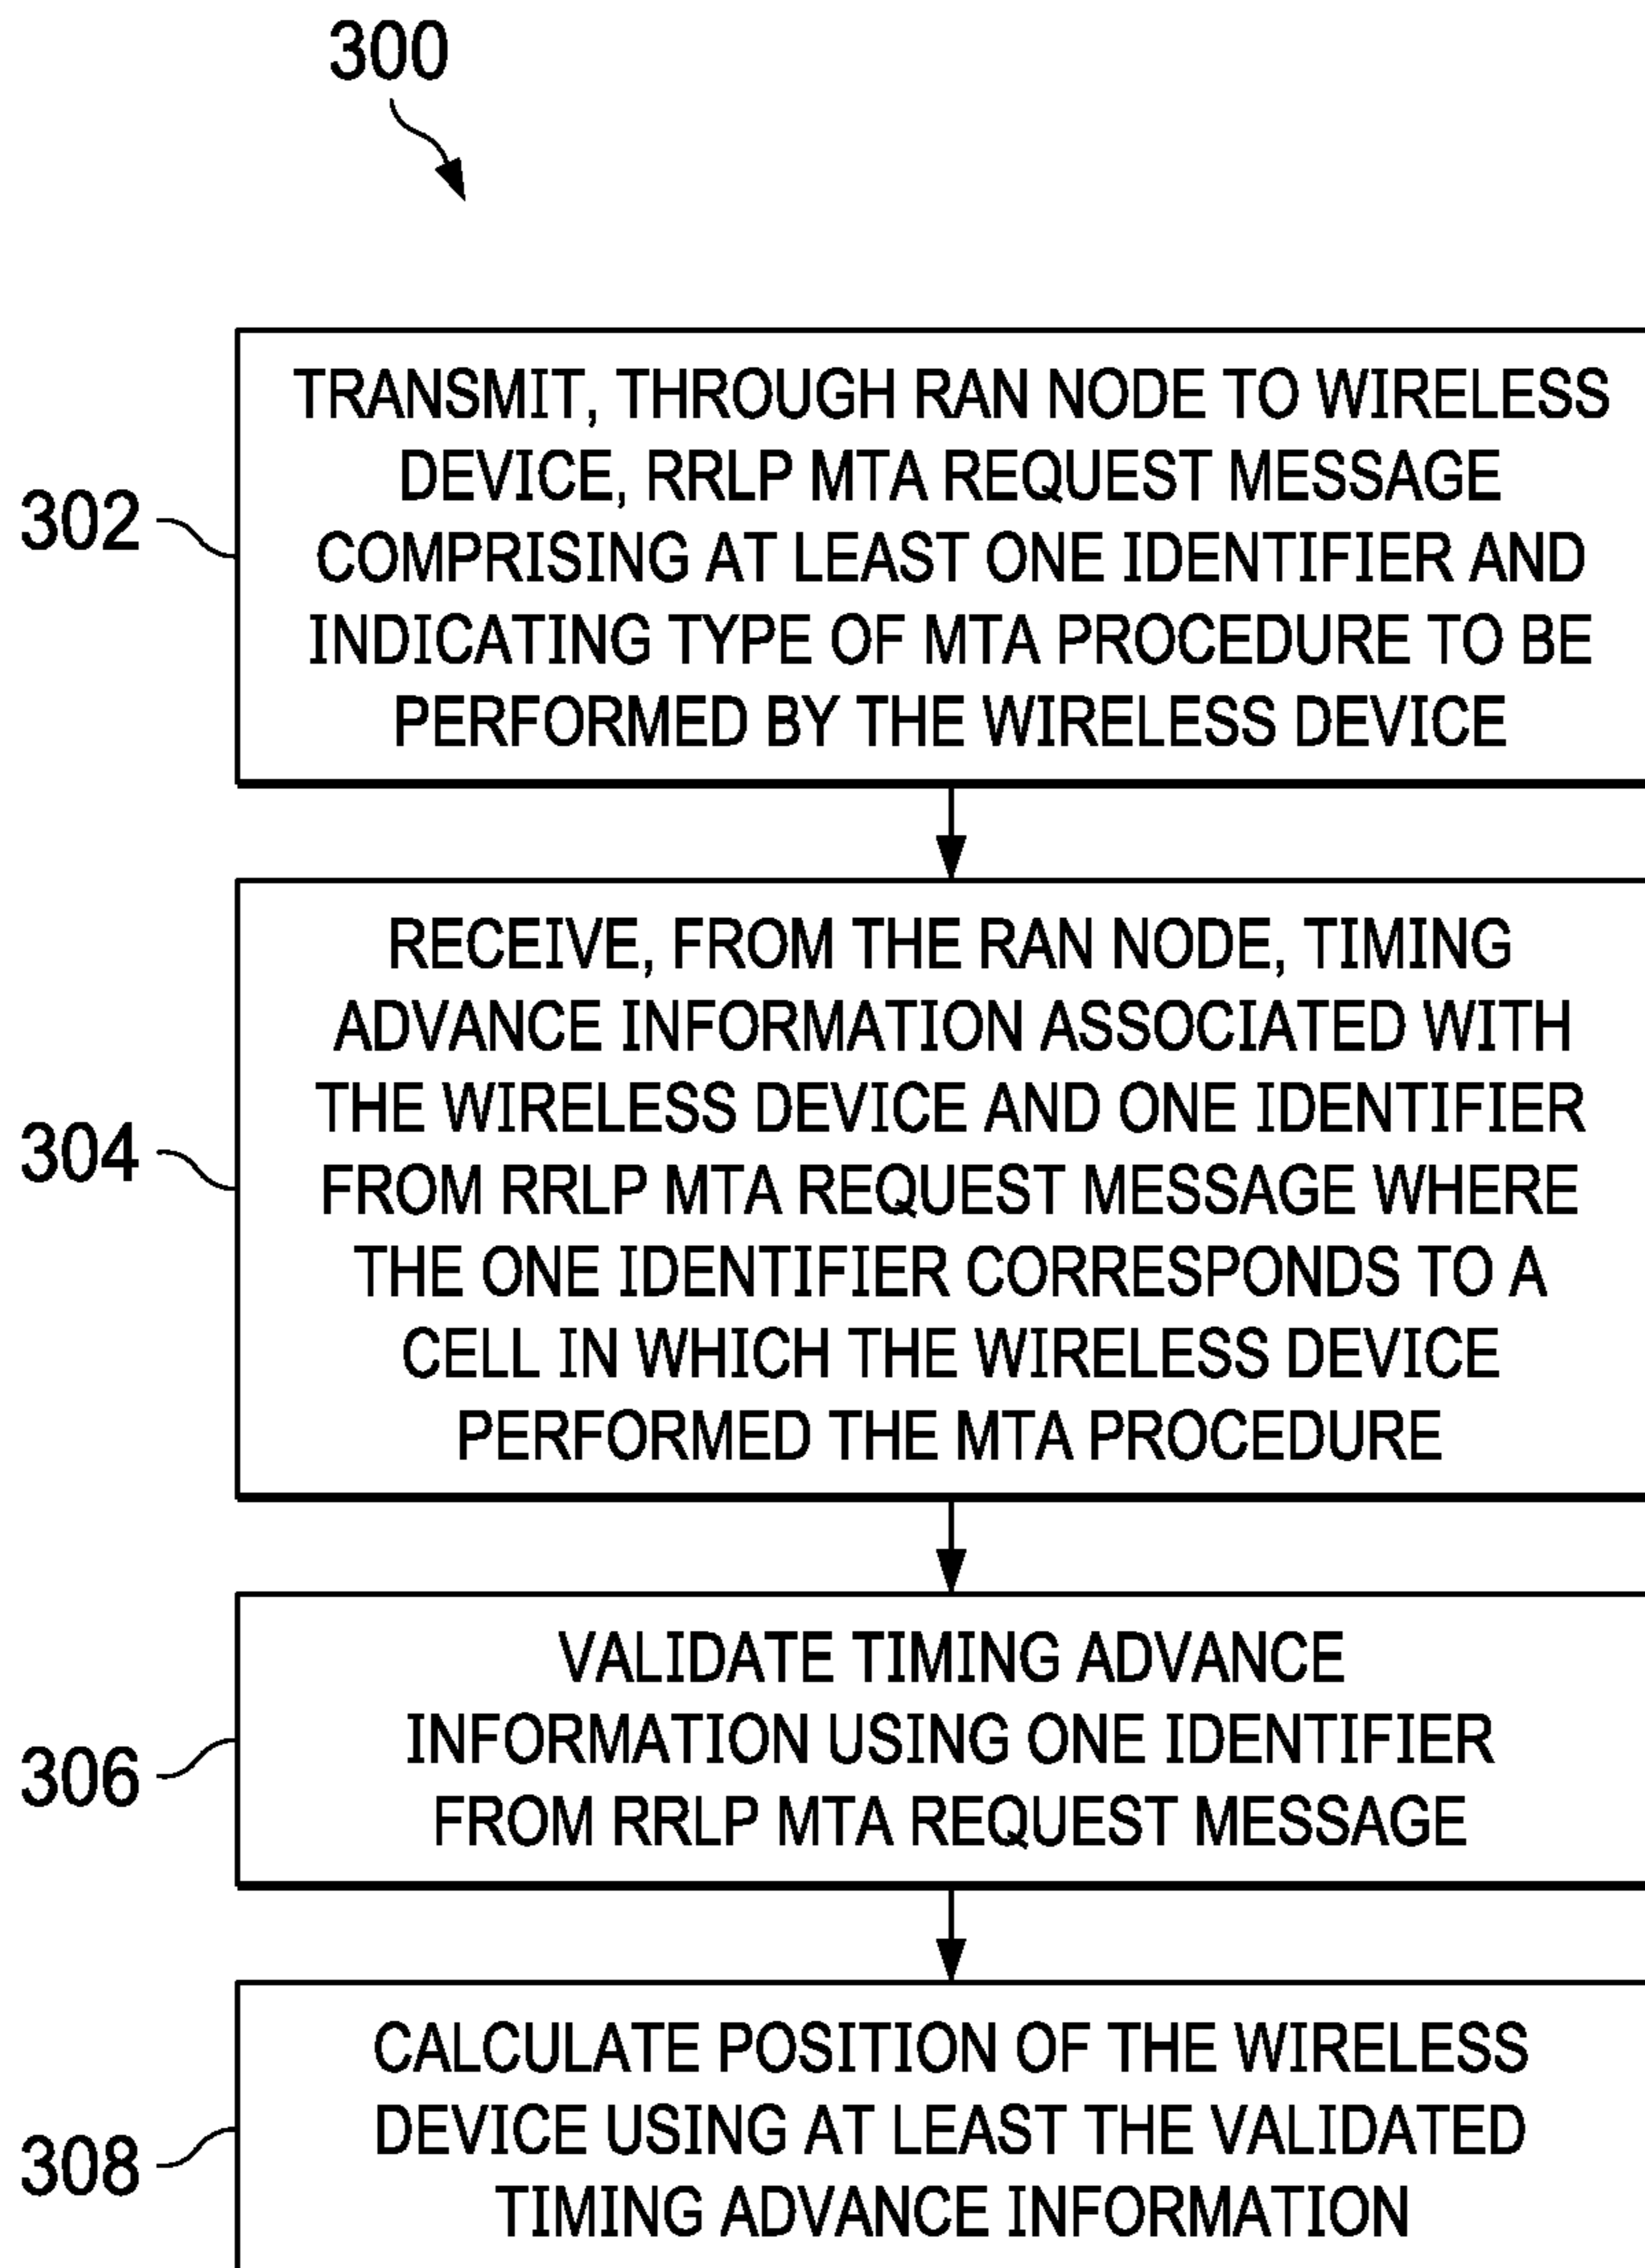 300
302
TRANSMIT, THROUGH RAN NODE TO WIRELESS
DEVICE, RRLP MTA REQUEST MESSAGE
COMPRISING AT LEAST ONE IDENTIFIER AND
INDICATING TYPE OF MTA PROCEDURE TO BE
PERFORMED BY THE WIRELESS DEVICE
304
RECEIVE, FROM THE RAN NODE, TIMING
ADVANCE INFORMATION ASSOCIATED WITH
THE WIRELESS DEVICE AND ONE IDENTIFIER
FROM RRLP MTA REQUEST MESSAGE WHERE
THE ONE IDENTIFIER CORRESPONDS TO A
CELL IN WHICH THE WIRELESS DEVICE
PERFORMED THE MTA PROCEDURE
306
VALIDATE TIMING ADVANCE
INFORMATION USING ONE IDENTIFIER
FROM RRLP MTA REQUEST MESSAGE
308
CALCULATE POSITION OF THE WIRELESS
DEVICE USING AT LEAST THE VALIDATED
TIMING ADVANCE INFORMATION